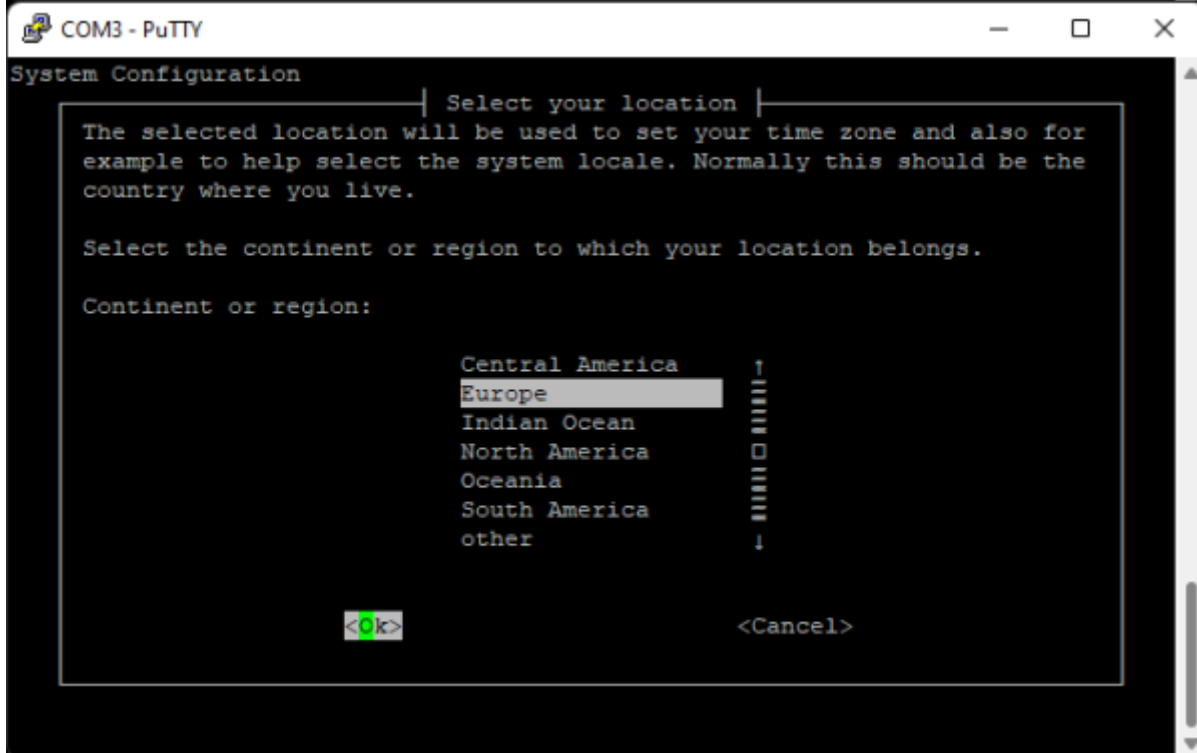 COM3 - PuTTY
System Configuration
Select your location
The selected location will be used to set your time zone and also for
example to help select the system locale. Normally this should be the
country where you live.
Select the continent or region to which your location belongs.
Continent or region:
Central America
Europe
Indian Ocean
North America
Oceania
South America
other
<Ok> <Cancel>